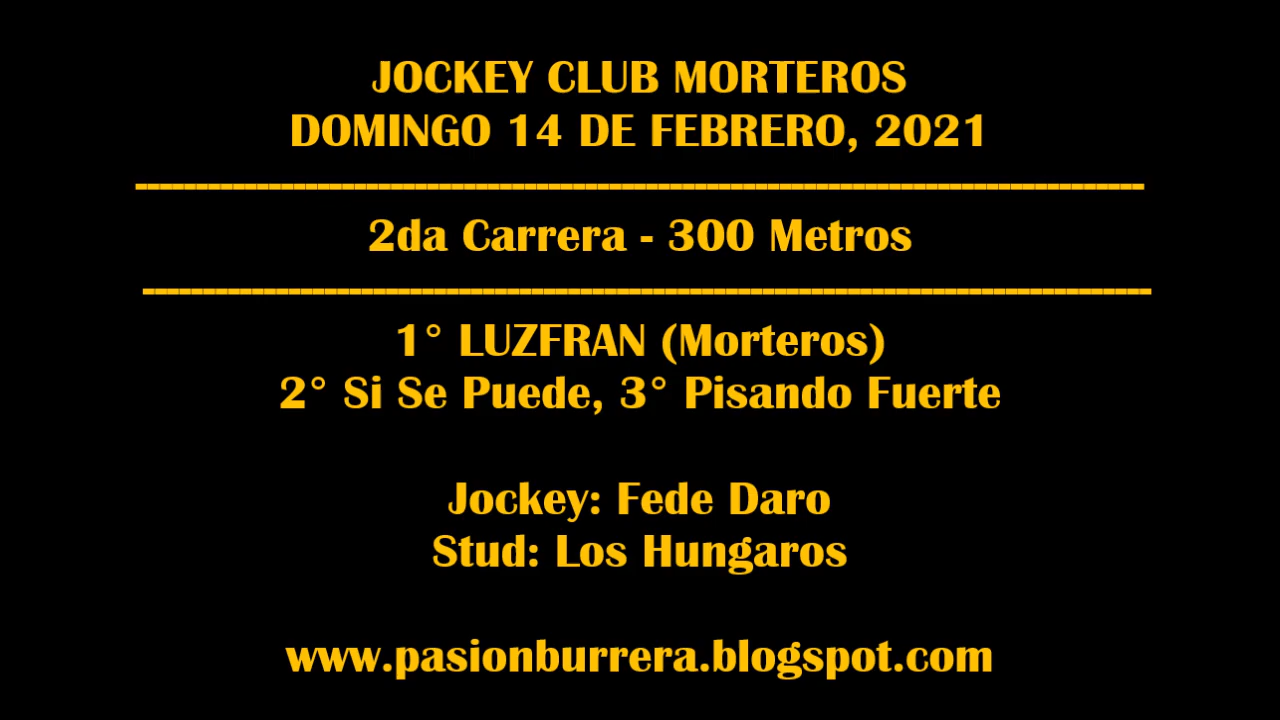 JOCKEY CLUB MORTEROS
DOMINGO 14 DE FEBRERO, 2021
--------------------------------------------------------------------------------
2da Carrera - 300 Metros
--------------------------------------------------------------------------------
1° LUZFRAN (Morteros)
2° Si Se Puede, 3° Pisando Fuerte
Jockey: Fede Daro
Stud: Los Hungaros
www.pasionburrera.blogspot.com